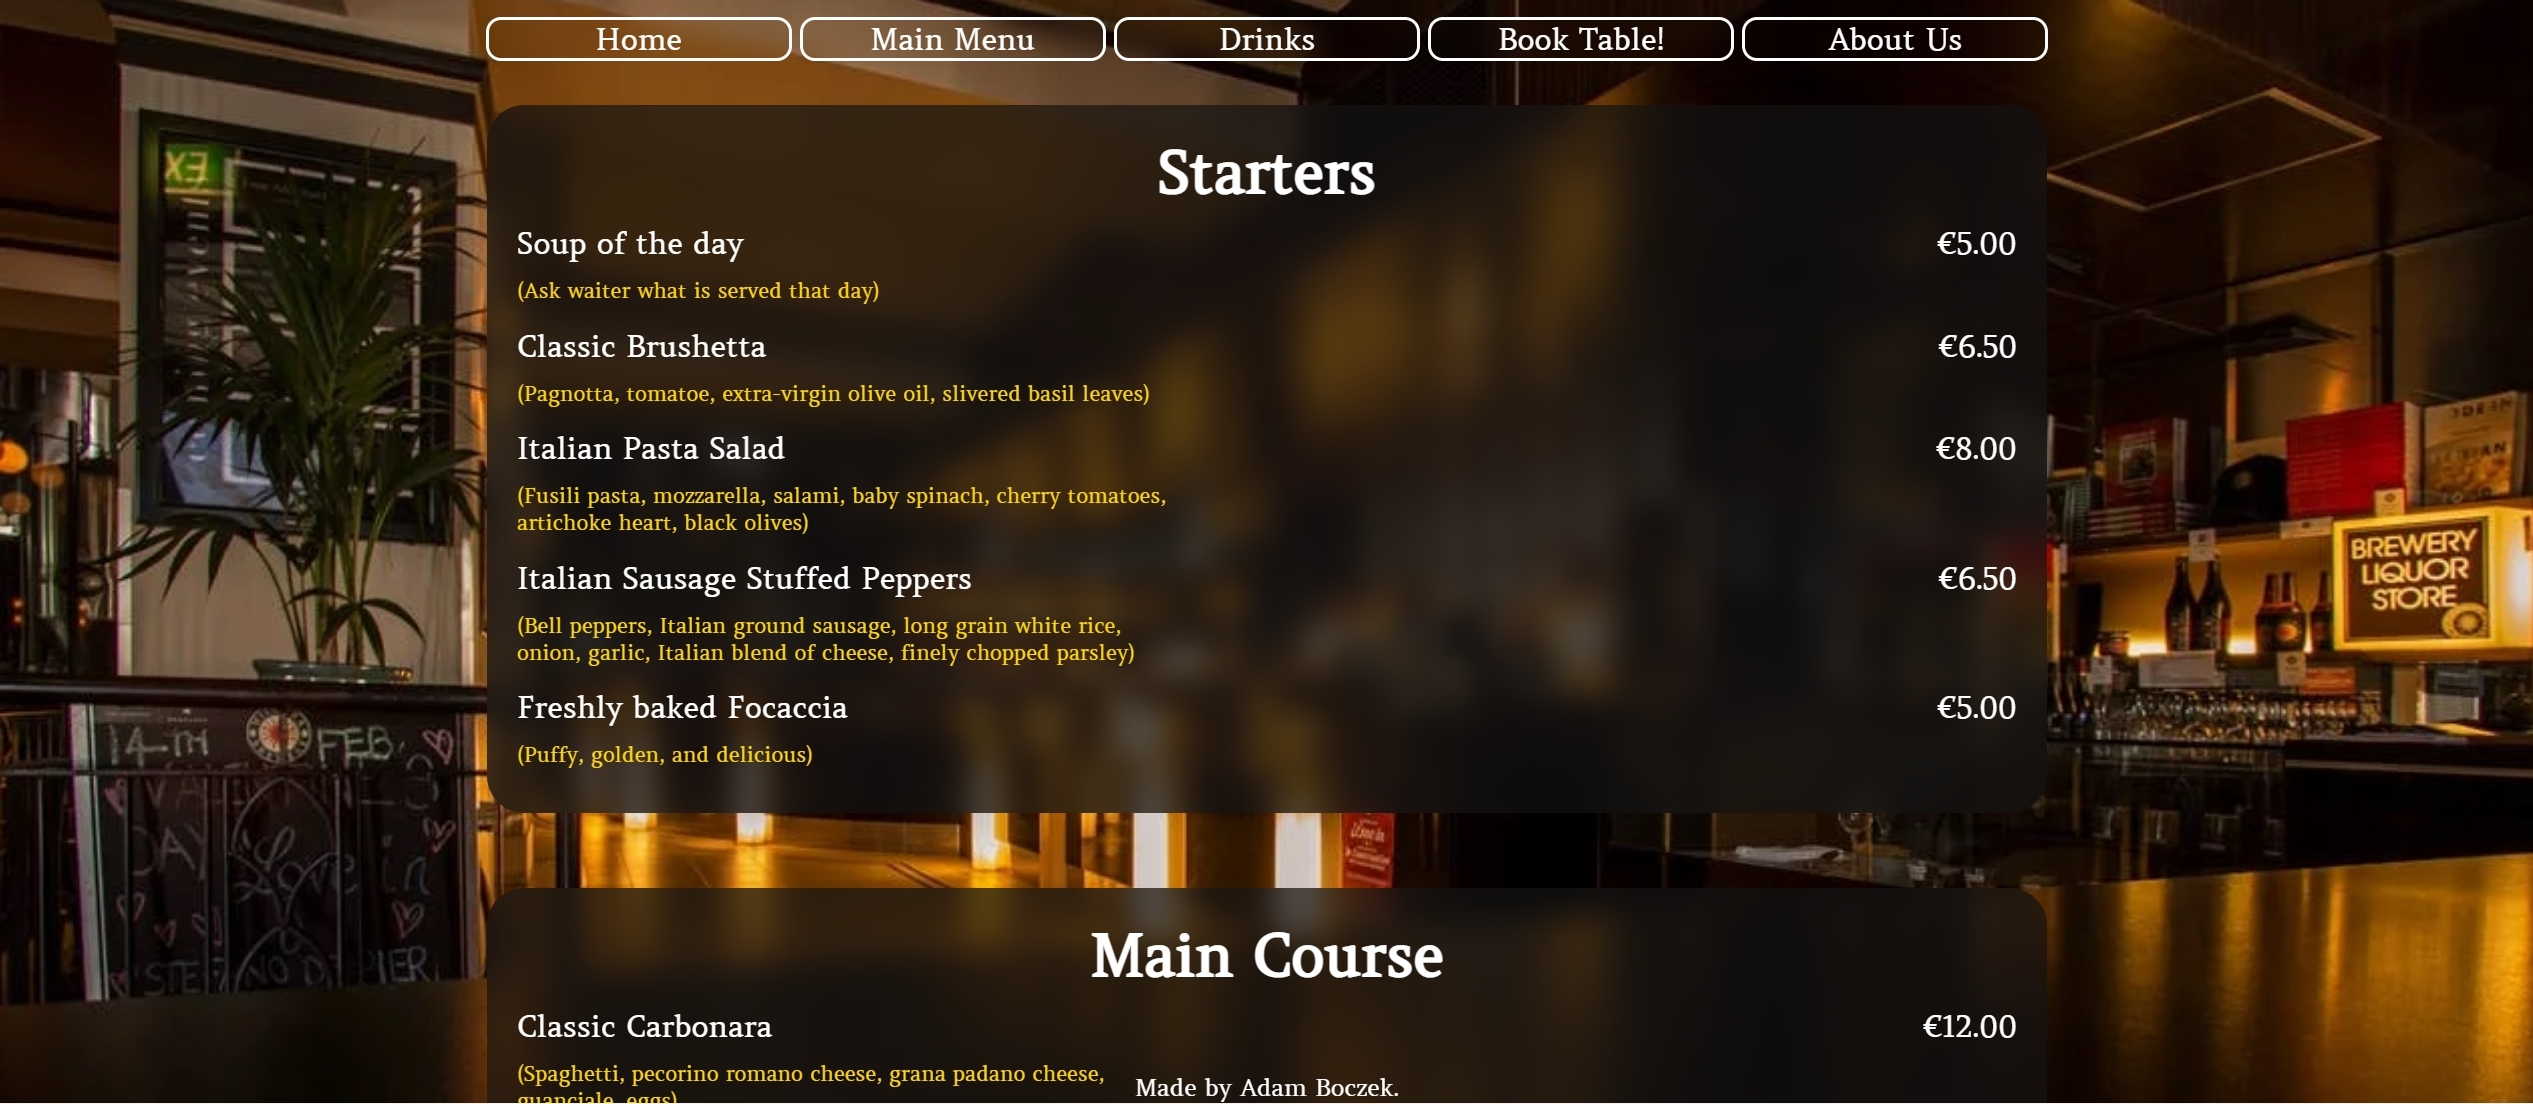 Home
Main Menu
Drinks
Book Table!
About Us
EX
Starters
Soup of the day
€5.00
(Ask waiter what is served that day)
Classic Brushetta
€6.50
(Pagnotta, tomatoe, extra-virgin olive oil, slivered basil leaves)
Italian Pasta Salad
€8.00
(Fusili pasta, mozzarella, salami, baby spinach, cherry tomatoes,
artichoke heart, black olives)
Italian Sausage Stuffed Peppers
€6.50
(Bell peppers, Italian ground sausage, long grain white rice,
onion, garlic, Italian blend of cheese, finely chopped parsley)
BREWERY
LIQUOR
STORE
Freshly baked Focaccia
€5.00
(Puffy, golden, and delicious)
FEB
DAY
Love in
Main Course
Classic Carbonara
€12.00
(Spaghetti, pecorino romano cheese, grana padano cheese,
guanciale, eggs)
Made by Adam Boczek.